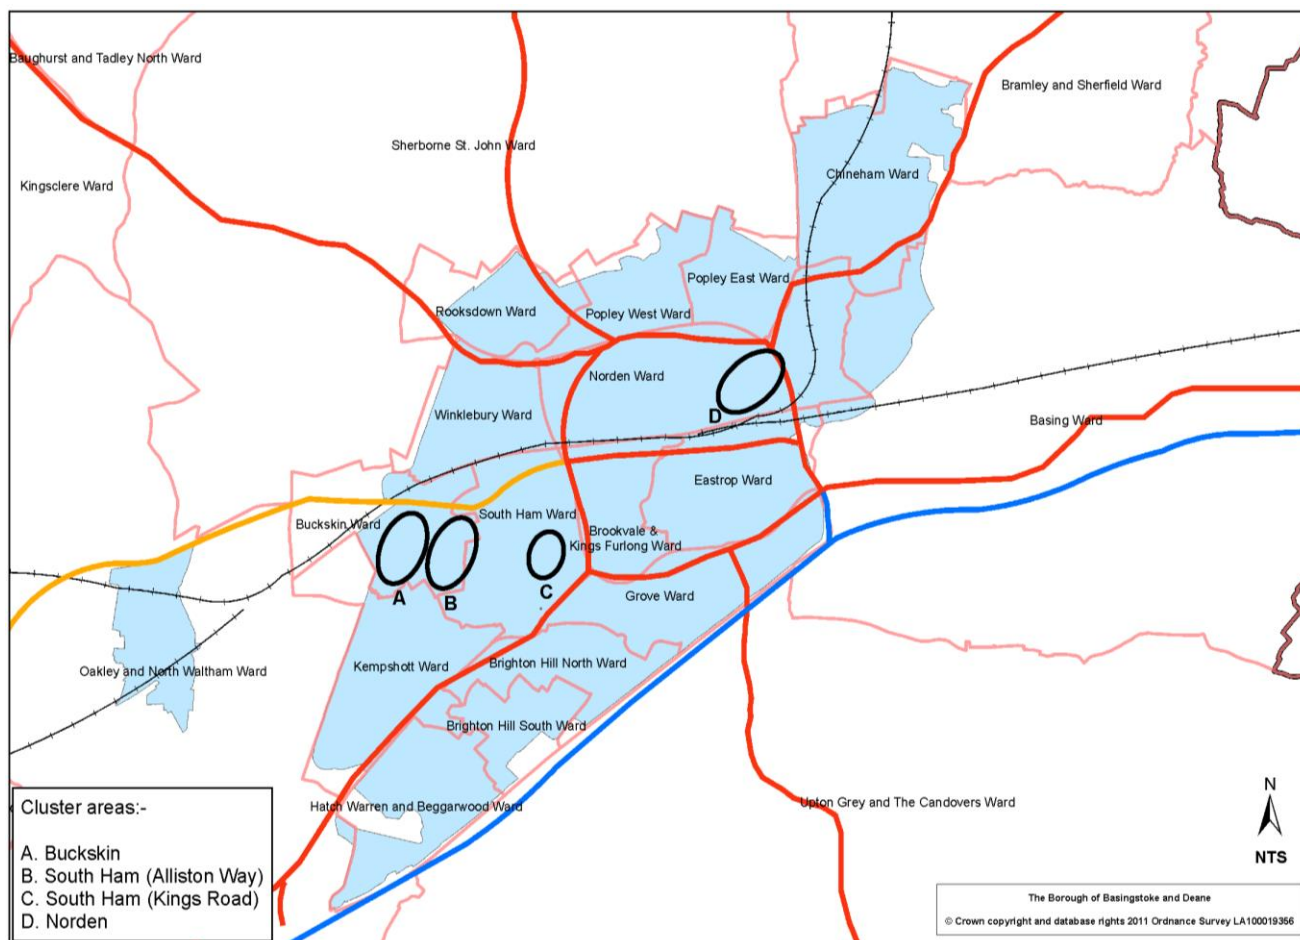 Baughurst and Tadley North Ward
Bramley and Sherfield Ward
Sherborne St. John Ward
Kingsclere Ward
Chineham Ward
Popley East Ward
Rooksdown Ward
Popley West Ward
Norden Ward
Winklebury Ward
D
Basing Ward
Eastrop Ward
South Ham Ward
Buckskin Ward
Brookvale &
Kings Furlong Ward
C
A
B
Grove Ward
Kempshott Ward
Brighton Hill North Ward
Oakley and North Waltham Ward
Brighton Hill South Ward
Hatch Warren and Beggarwood Ward
Upton Grey and The Candovers Ward
Cluster areas:-
A. Buckskin
B. South Ham (Alliston Way)
C. South Ham (Kings Road)
D. Norden
N
NTS
The Borough of Basingstoke and Deane
© Crown copyright and database rights 2011 Ordnance Survey LA100019356